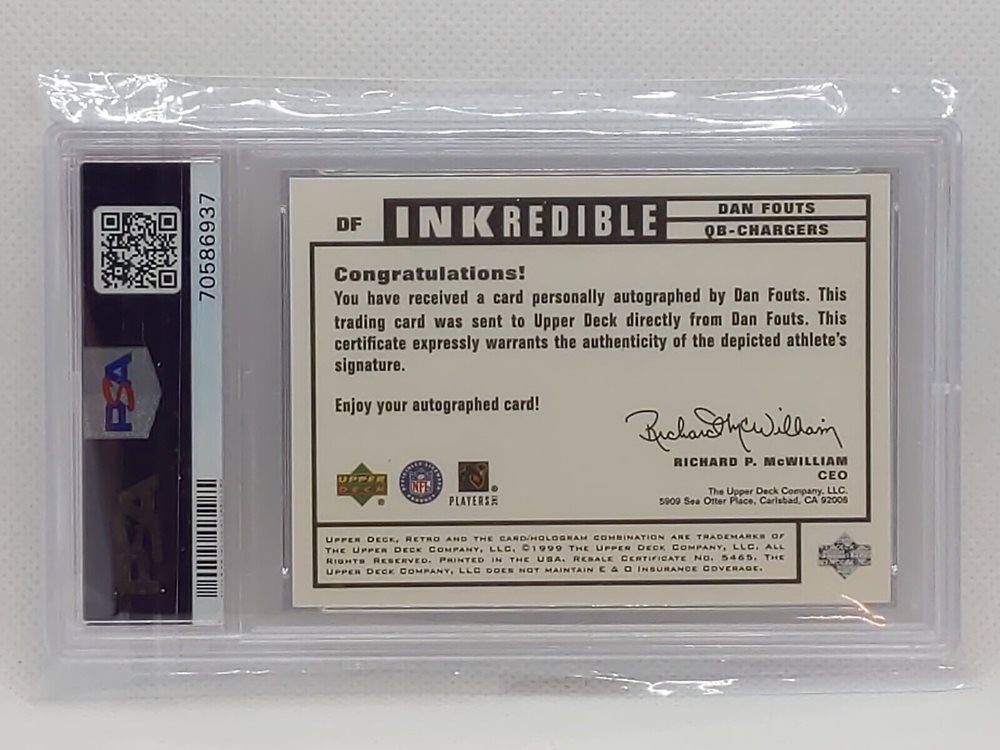 70586937
PSA
PSA
DF
INKREDIBLE
DAN FOUTS
QB-CHARGERS
Congratulations!
You have received a card personally autographed by Dan Fouts. This
trading card was sent to Upper Deck directly from Dan Fouts. This
certificate expressly warrants the authenticity of the depicted athlete's
signature.
Enjoy your autographed card!
Richard McWilliam
RICHARD P. McWILLIAM
CEO
The Upper Deck Company, LLC.
5909 Sea Otter Place, Carlsbad, CA 92008
UPPER
DECK
®
NFL
PLAYERS
®
UPPER DECK, RETRO AND THE CARD/HOLOGRAM COMBINATION ARE TRADEMARKS OF
THE UPPER DECK COMPANY, LLC. ©1999 THE UPPER DECK COMPANY, LLC. ALL
RIGHTS RESERVED. PRINTED IN THE USA. RESALE CERTIFICATE NO. 5465. THE
UPPER DECK COMPANY, LLC DOES NOT MAINTAIN E & O INSURANCE COVERAGE.